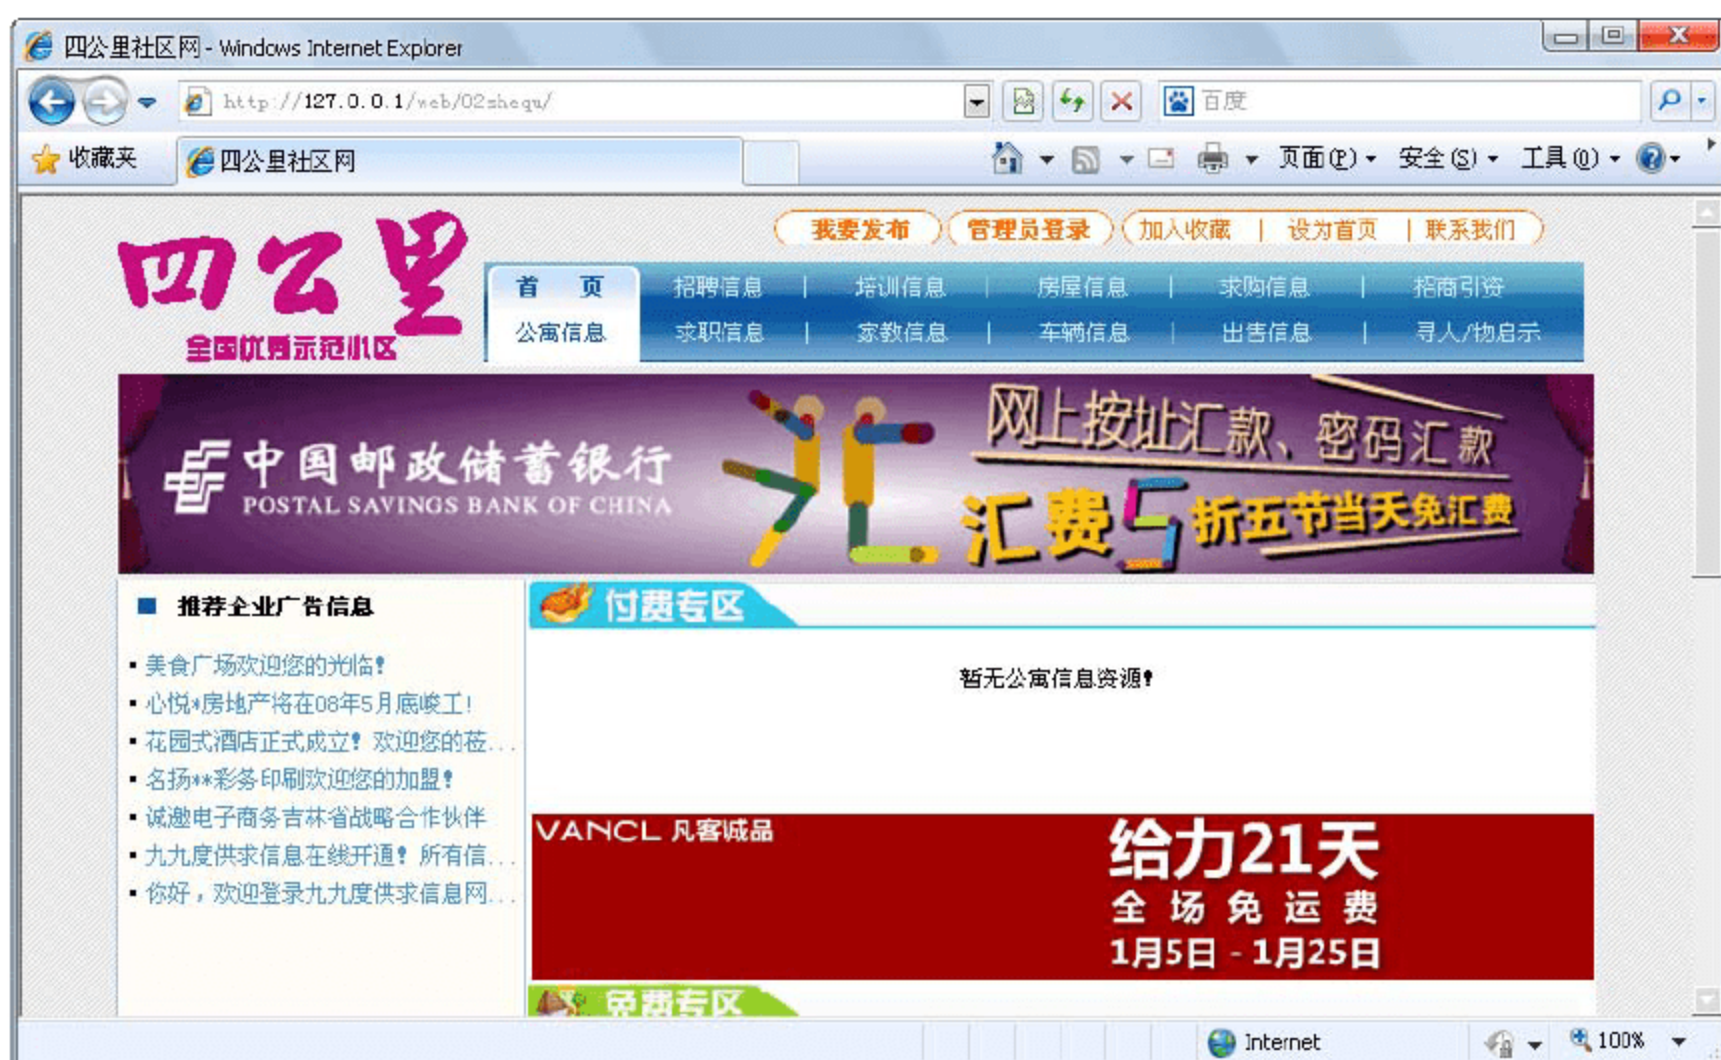 四公里社区网 - Windows Internet Explorer
http://127.0.0.1/web/02shequ/
百度
收藏夹
四公里社区网
页面(P)
安全(S)
工具(O)
四公里
全国优秀示范小区
我要发布
管理员登录
加入收藏 | 设为首页 | 联系我们
首 页 招聘信息 | 培训信息 | 房屋信息 | 求购信息 | 招商引资
公寓信息 求职信息 | 家教信息 | 车辆信息 | 出售信息 | 寻人/物启示
中国邮政储蓄银行
POSTAL SAVINGS BANK OF CHINA
汇
网上按址汇款、密码汇款
汇费5折五节当天免汇费
推荐企业广告信息
美食广场欢迎您的光临!
心悦*房地产将在08年5月底峻工!
花园式酒店正式成立!欢迎您的莅...
名扬**彩务印刷欢迎您的加盟!
诚邀电子商务吉林省战略合作伙伴
九九度供求信息在线开通!所有信...
你好,欢迎登录九九度供求信息网...
付费专区
暂无公寓信息资源!
VANCL 凡客诚品
给力21天
全场免运费
1月5日 - 1月25日
免费专区
Internet
100%